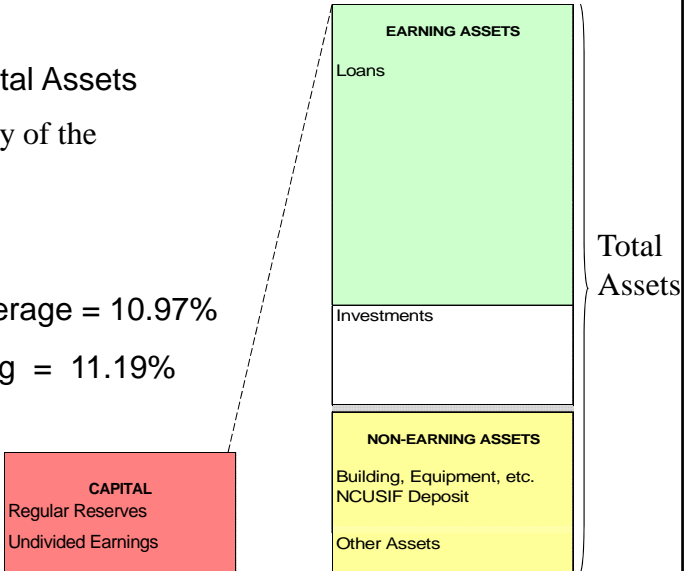 tal Assets
y of the
erage = 10.97%
g = 11.19%
CAPITAL
Regular Reserves
Undivided Earnings
EARNING ASSETS
Loans
Investments
NON-EARNING ASSETS
Building, Equipment, etc.
NCUSIF Deposit
Other Assets
Total
Assets